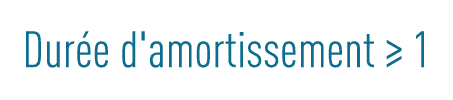 Durée d'amortissement ⩾ 1